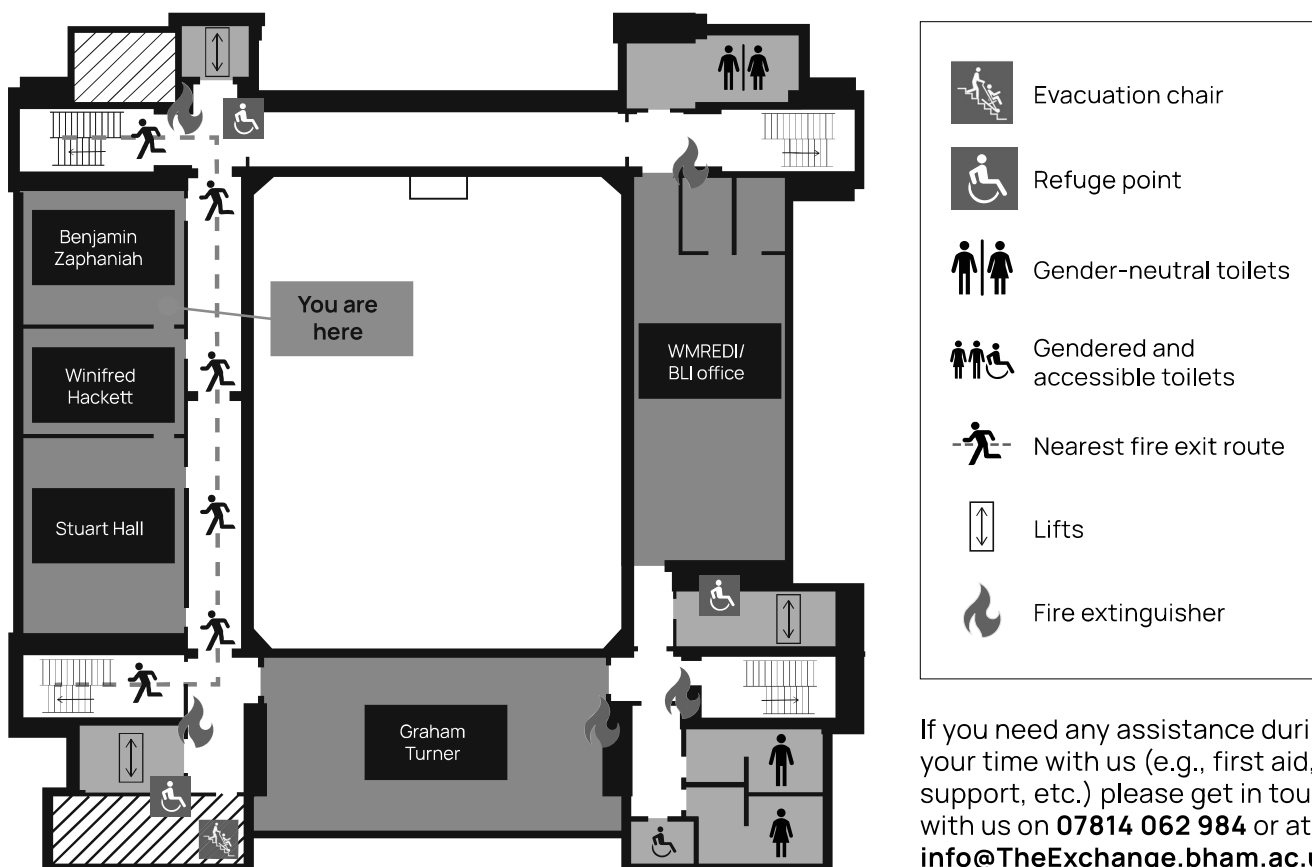 Benjamin
Zaphaniah
You are
here
Winifred
Hackett
WMREDI/
BLI office
Stuart Hall
Graham
Turner
Evacuation chair
Refuge point
Gender-neutral toilets
Gendered and
accessible toilets
Nearest fire exit route
Lifts
Fire extinguisher
If you need any assistance duri
your time with us (e.g., first aid,
support, etc.) please get in tou
with us on 07814 062 984 or at
info@TheExchange.bham.ac.u